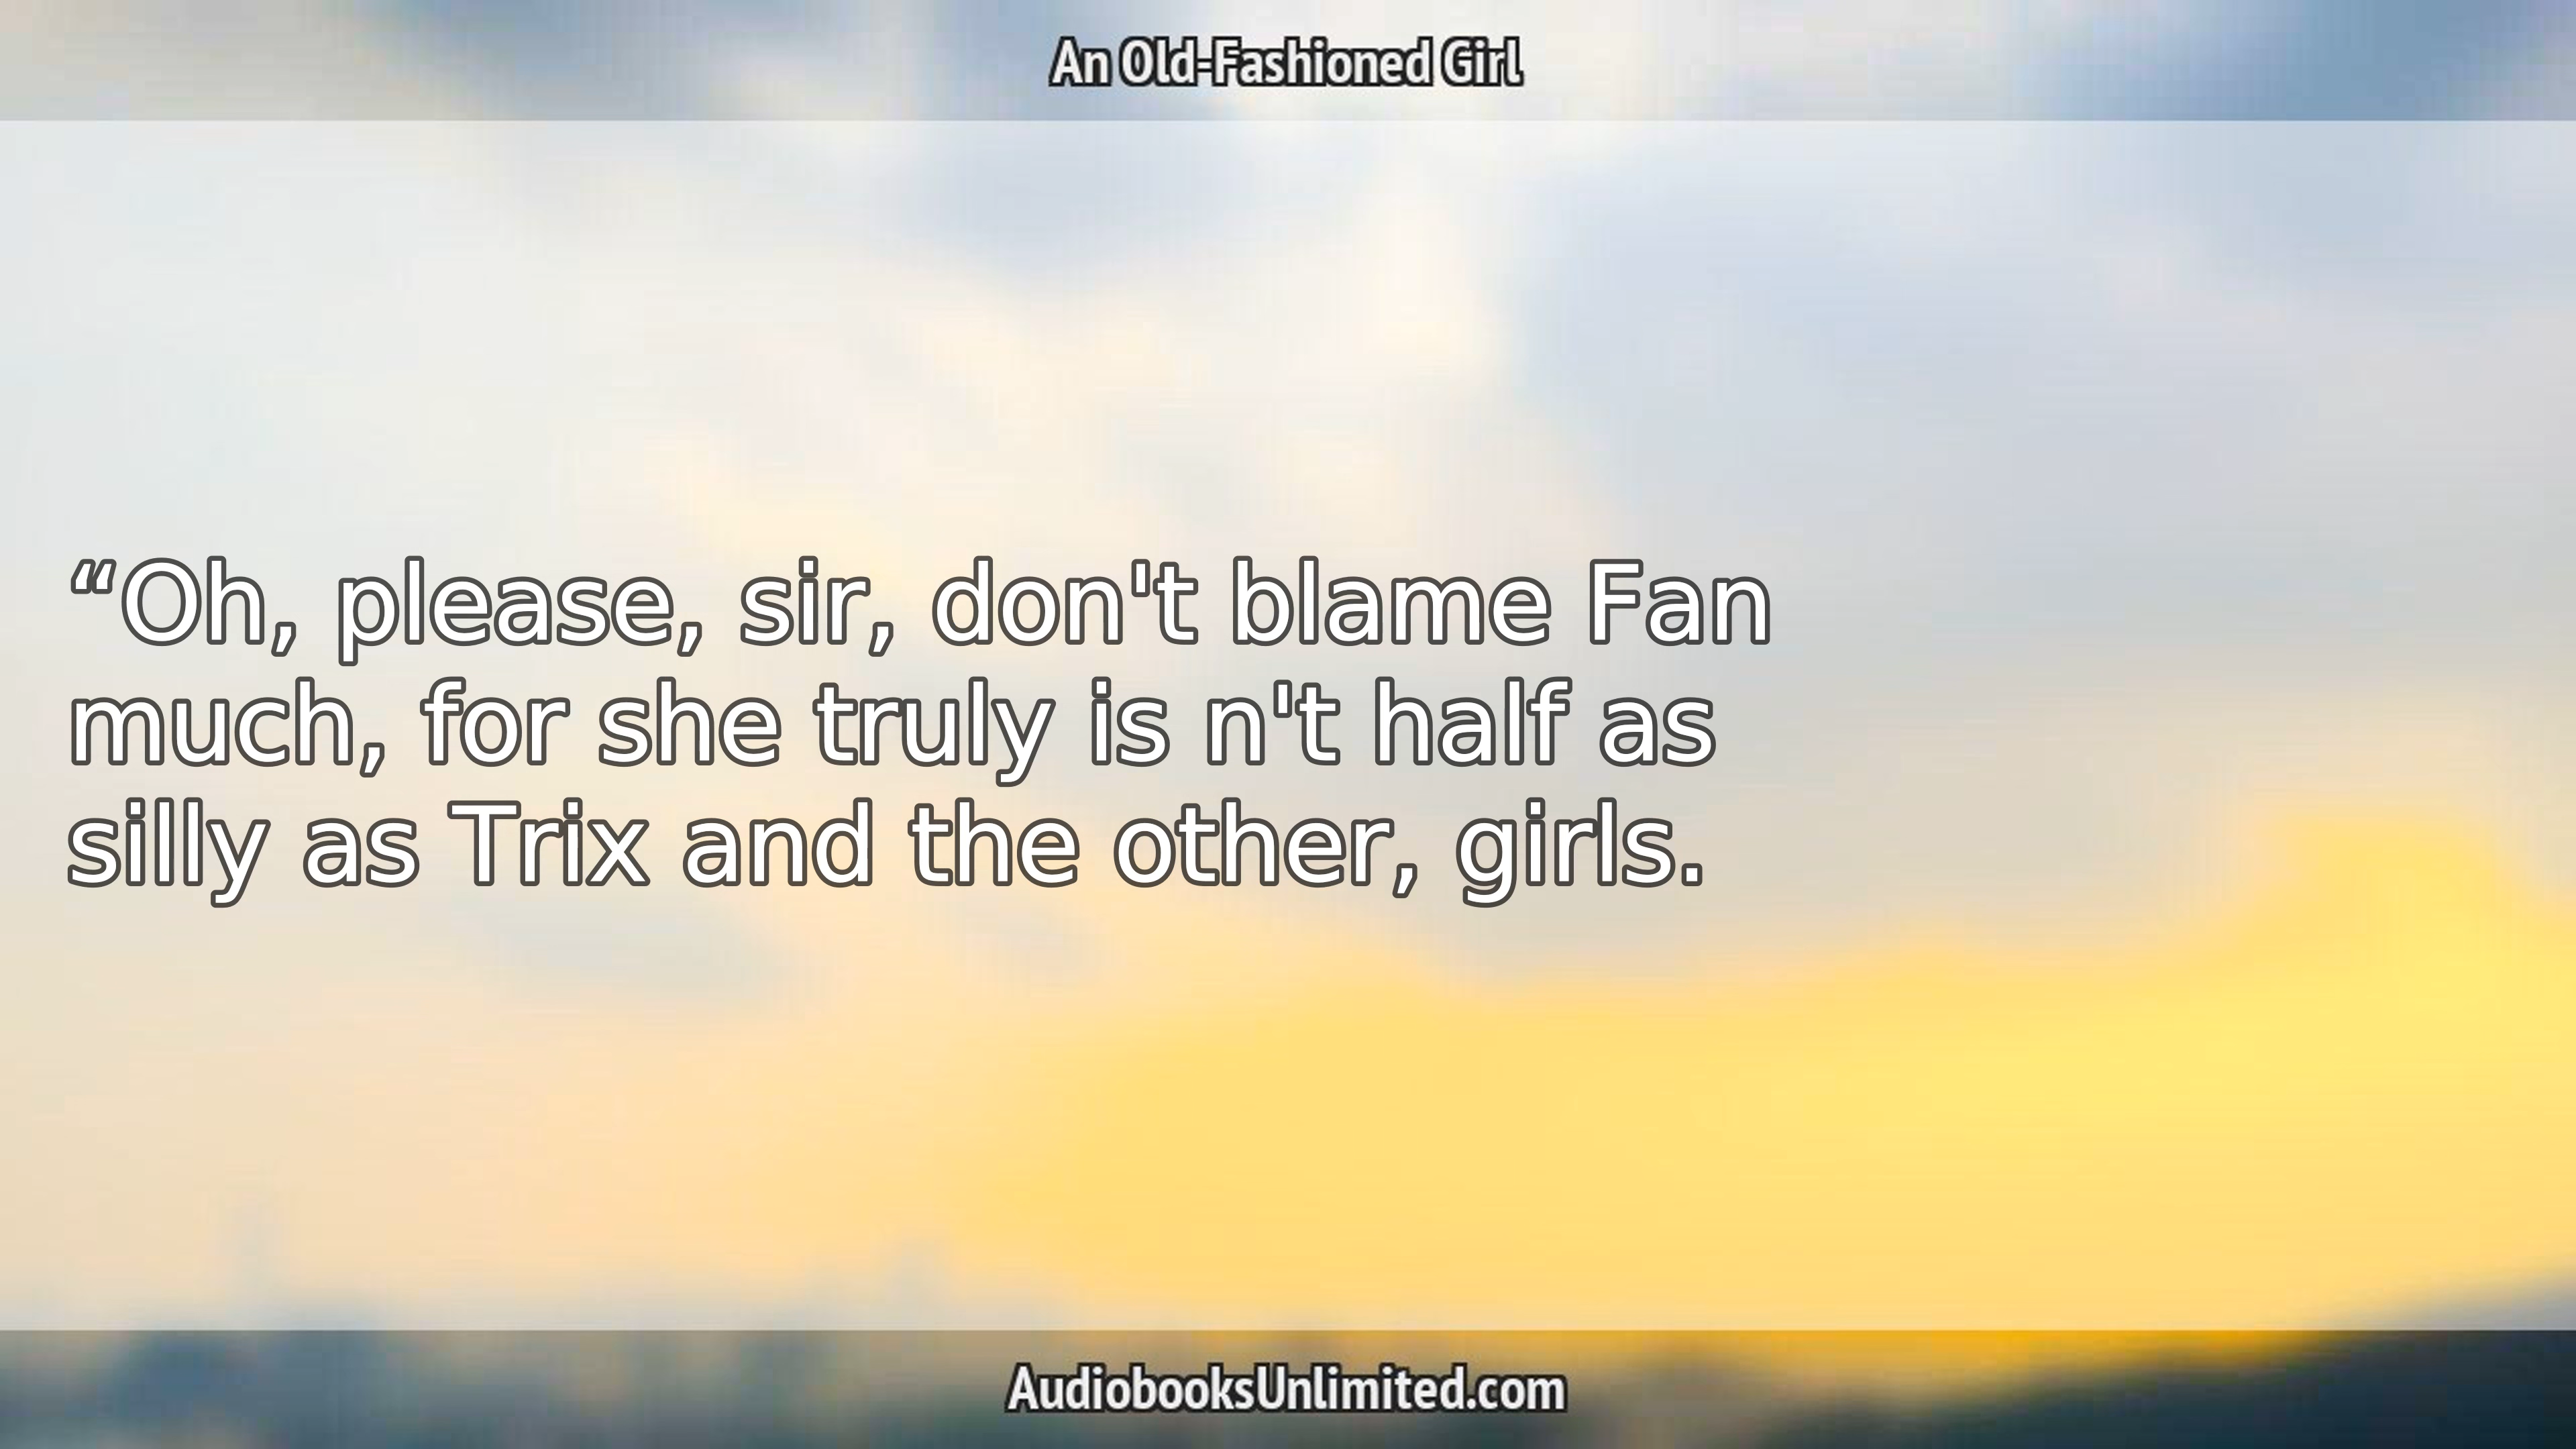 An Old-Fashioned Girl
“Oh, please, sir, don't blame Fan
much, for she truly is n't half as
silly as Trix and the other, girls.
AudiobooksUnlimited.com